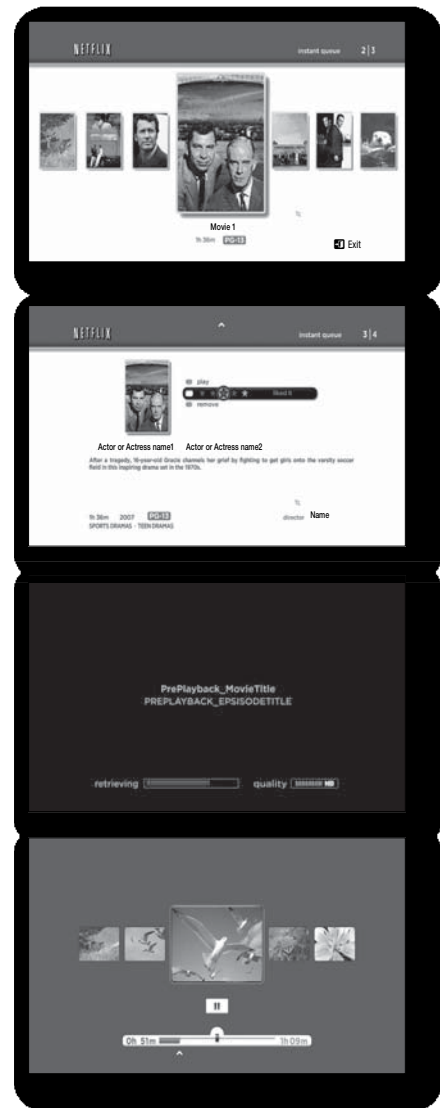 NETFLIX
instant queue 2|3
Movie 1
1h 36m PG-13
Exit
NETFLIX
instant queue 3|4
play
liked it
remove
Actor or Actress name1 Actor or Actress name2
After a tragedy, 16-year-old Gracie channels her grief by fighting to get girls onto the varsity soccer
field in this inspiring drama set in the 1970s.
1h 36m 2007 PG-13
director Name
SPORTS DRAMAS - TEEN DRAMAS
PrePlayback_MovieTitle
PREPLAYBACK_EPSISODETITLE
retrieving quality HD
0h 51m 1h 09m